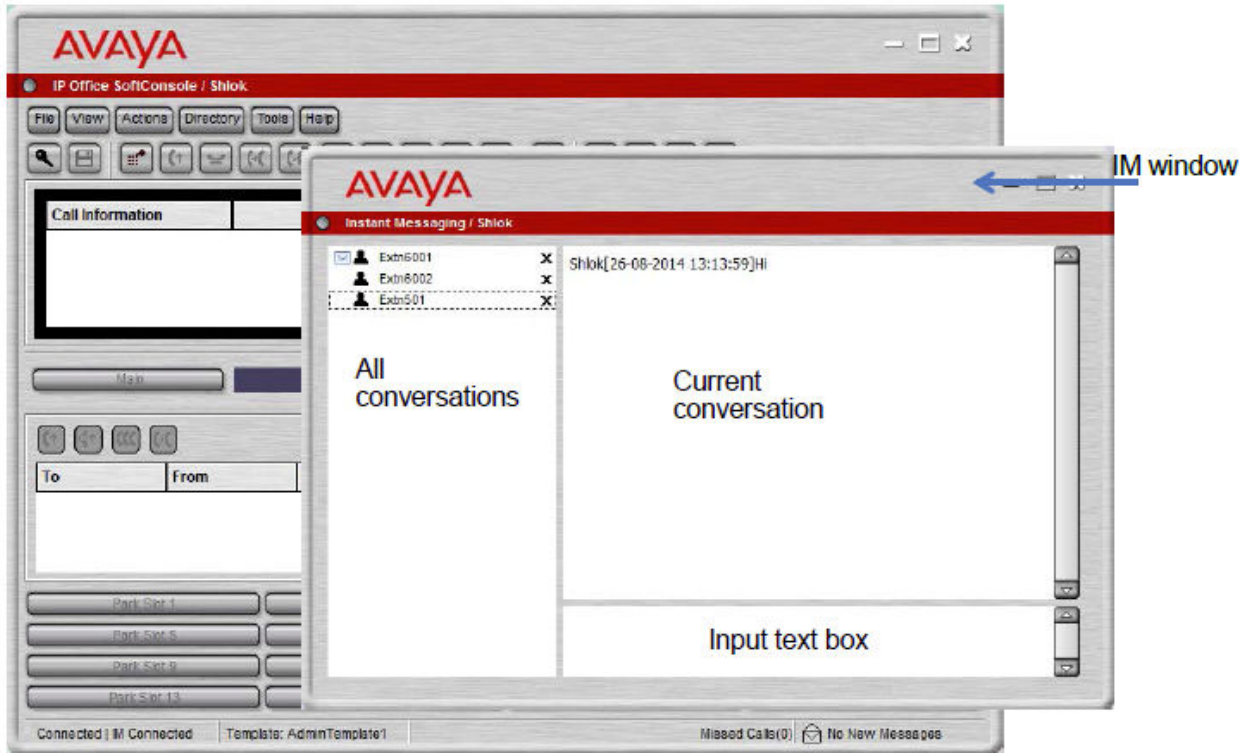 AVAYA
IP Office SoftConsole / Shlok
File View Actions Directory Tools Help
IM window
AVAYA
Instant Messaging / Shlok
Call Information
Extn6001
Extn6002
Extn501
Shlok[26-08-2014 13:13:59]Hi
All
conversations
Current
conversation
Main
To From
Input text box
Park Slot 1
Park Slot 5
Park Slot 9
Park Slot 13
Connected | IM Connected Template: AdminTemplate1 Missed Calls(0) No New Messages